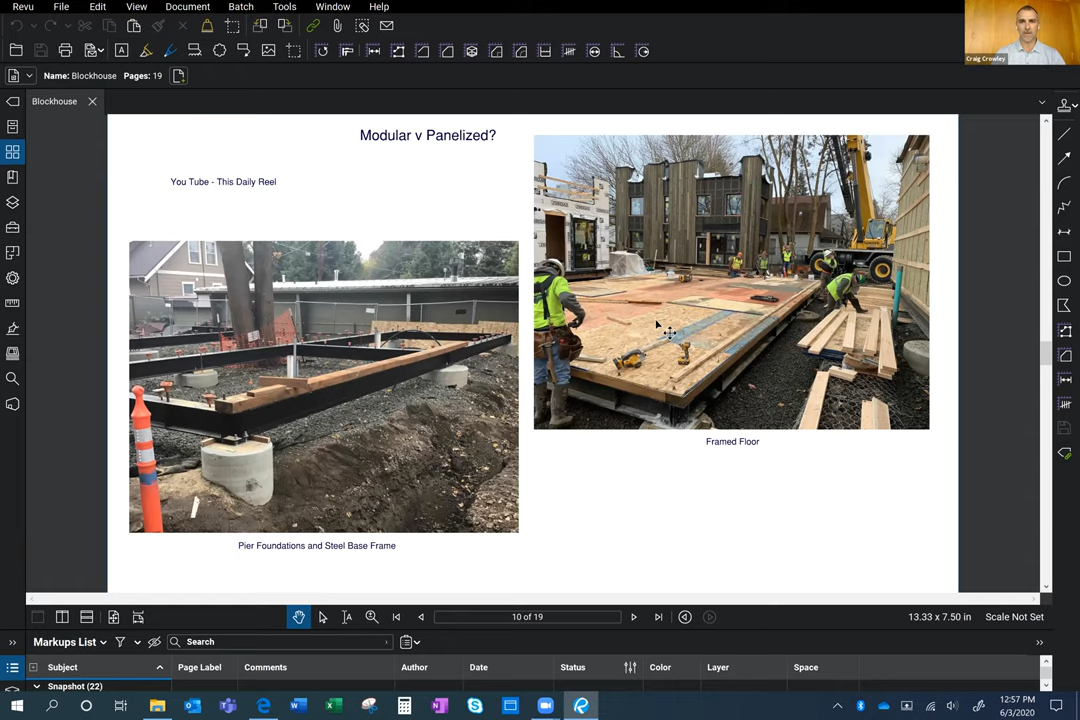 Revu File Edit View Document Batch Tools Window Help
Craig Crowley
Name: Blockhouse Pages: 19
Blockhouse
Modular v Panelized?
You Tube - This Daily Reel
Framed Floor
Pier Foundations and Steel Base Frame
10 of 19
13.33 x 7.50 in Scale Not Set
Markups List Search
Subject Page Label Comments Author Date Status Color Layer Space
Snapshot (22)
12:57 PM
6/3/2020